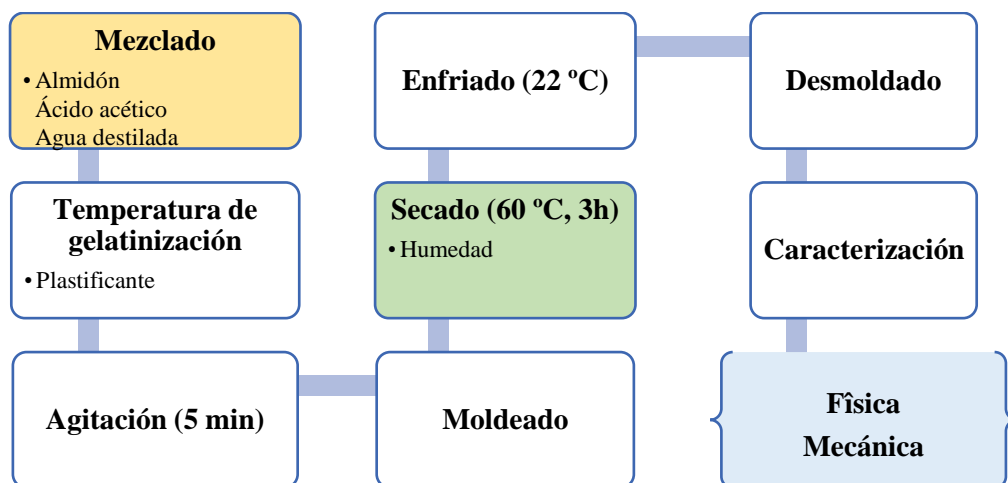 Mezclado
• Almidón
Ácido acético
Agua destilada
Temperatura de
gelatinización
• Plastificante
Agitación (5 min)
Moldeado
Secado (60 ºC, 3h)
• Humedad
Enfriado (22 ºC)
Desmoldado
Caracterización
Fîsica
Mecánica